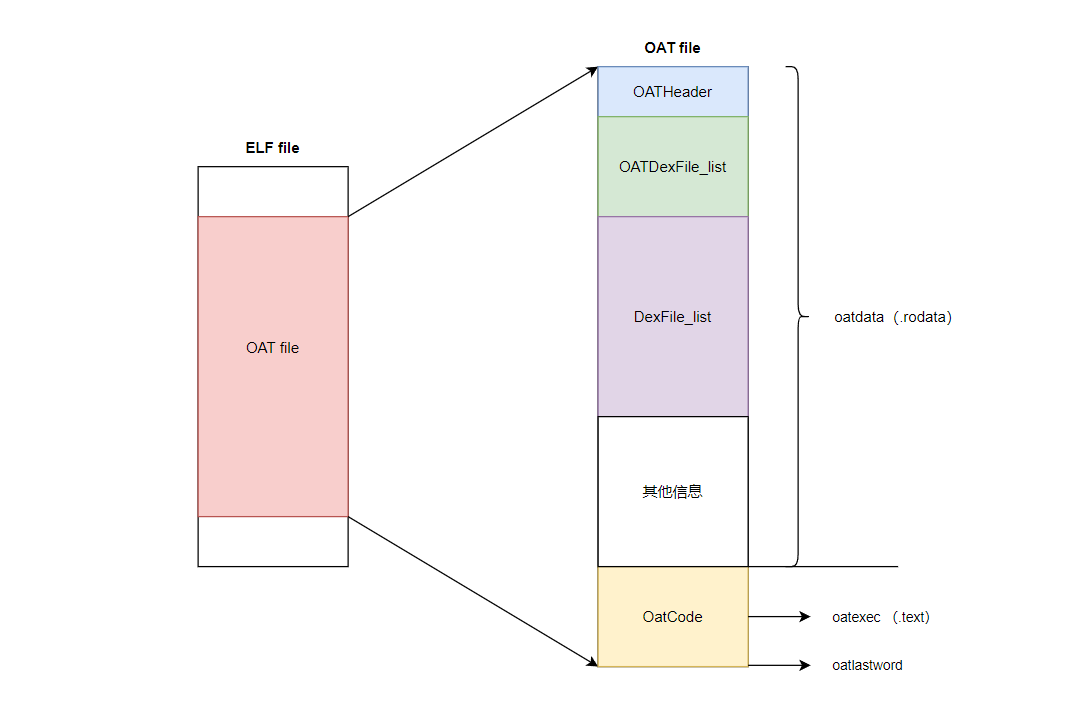 ELF file
OAT file
OAT file
OATHeader
OATDexFile_list
DexFile_list
其他信息
OatCode
oatdata（.rodata）
oatexec （.text）
oatlastword